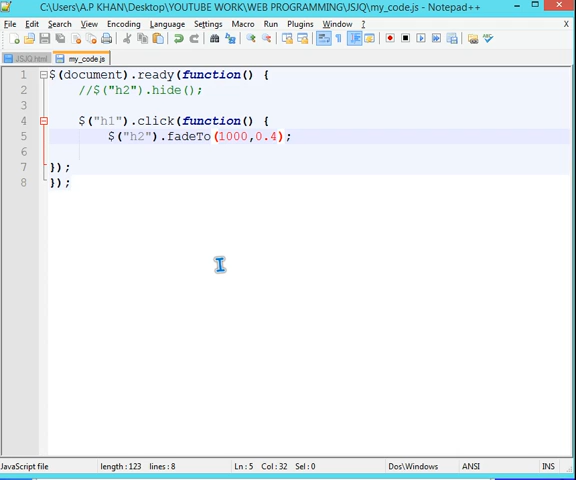 C:\Users\A.P KHAN\Desktop\YOUTUBE WORK\WEB PROGRAMMING\JSJQ\my_code.js - Notepad++
File Edit Search View Encoding Language Settings Macro Run Plugins Window ? X
JSJQ.html my_code.js
1 $(document).ready(function() {
2 //$("h2").hide();
3
4 $("h1").click(function() {
5 $("h2").fadeTo(1000,0.4);
6
7 });
8 });
JavaScript file length : 123 lines : 8 Ln : 5 Col : 32 Sel : 0 Dos\Windows ANSI INS